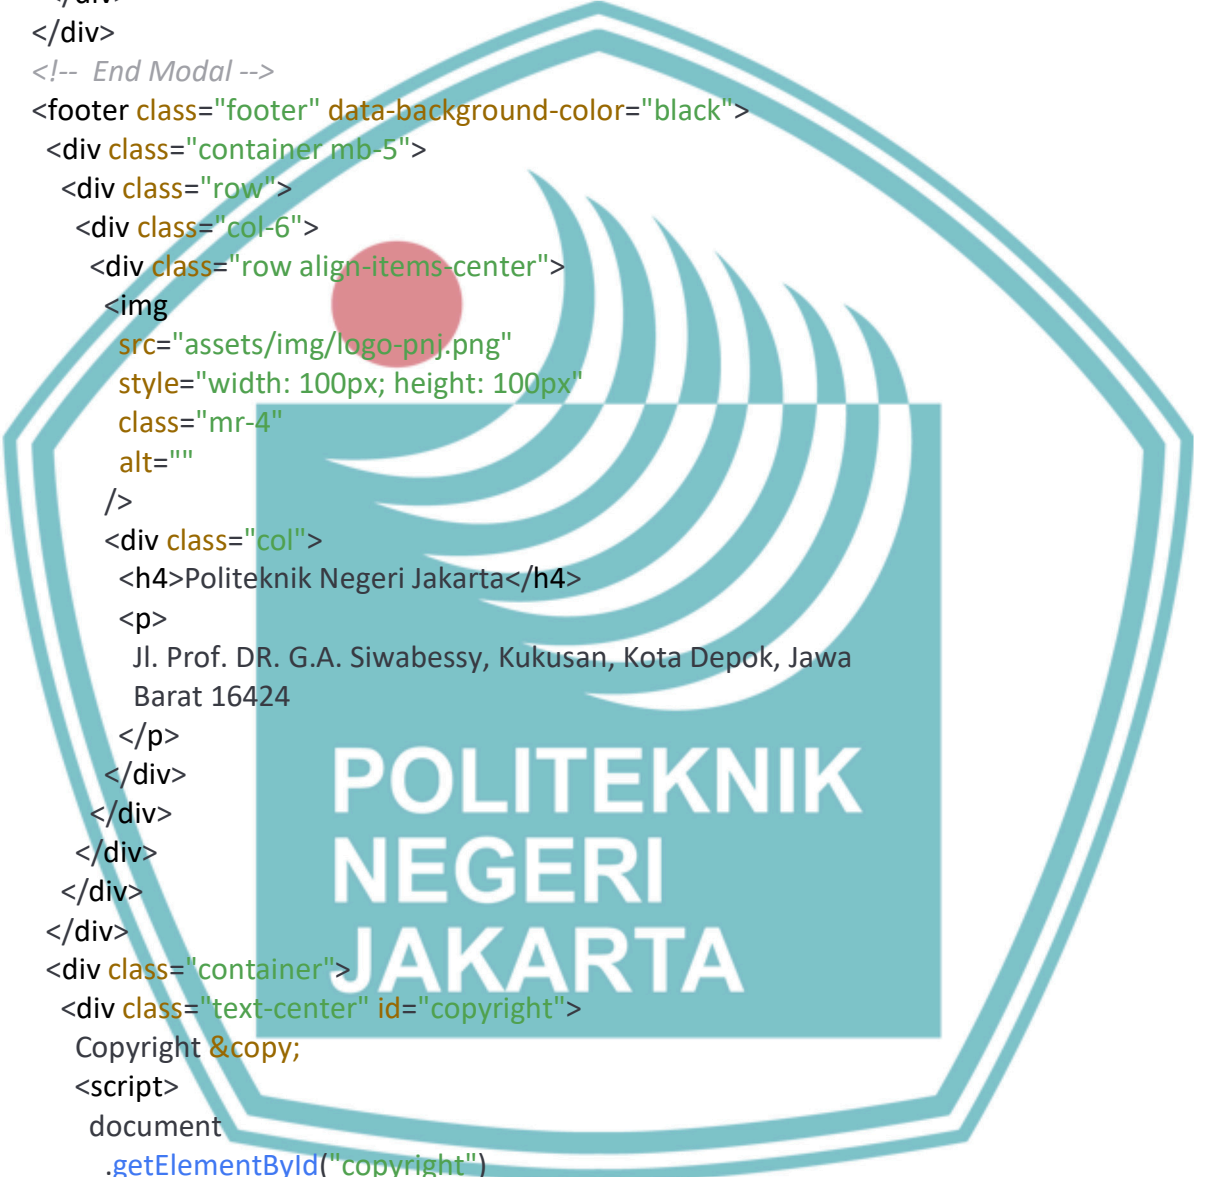 </div>
</div>
<!-- End Modal -->
<footer class="footer" data-background-color="black">
<div class="container mb-5">
<div class="row">
<div class="col-6">
<div class="row align-items-center">
<img
src="assets/img/logo-pnj.png"
style="width: 100px; height: 100px"
class="mr-4"
alt=""
/>
<div class="col">
<h4>Politeknik Negeri Jakarta</h4>
<p>
Jl. Prof. DR. G.A. Siwabessy, Kukusan, Kota Depok, Jawa
Barat 16424
</p>
</div>
</div>
</div>
</div>
</div>
<div class="container">
<div class="text-center" id="copyright">
Copyright &copy;
<script>
document
.getElementById("copyright")
POLITEKNIK
NEGERI
JAKARTA